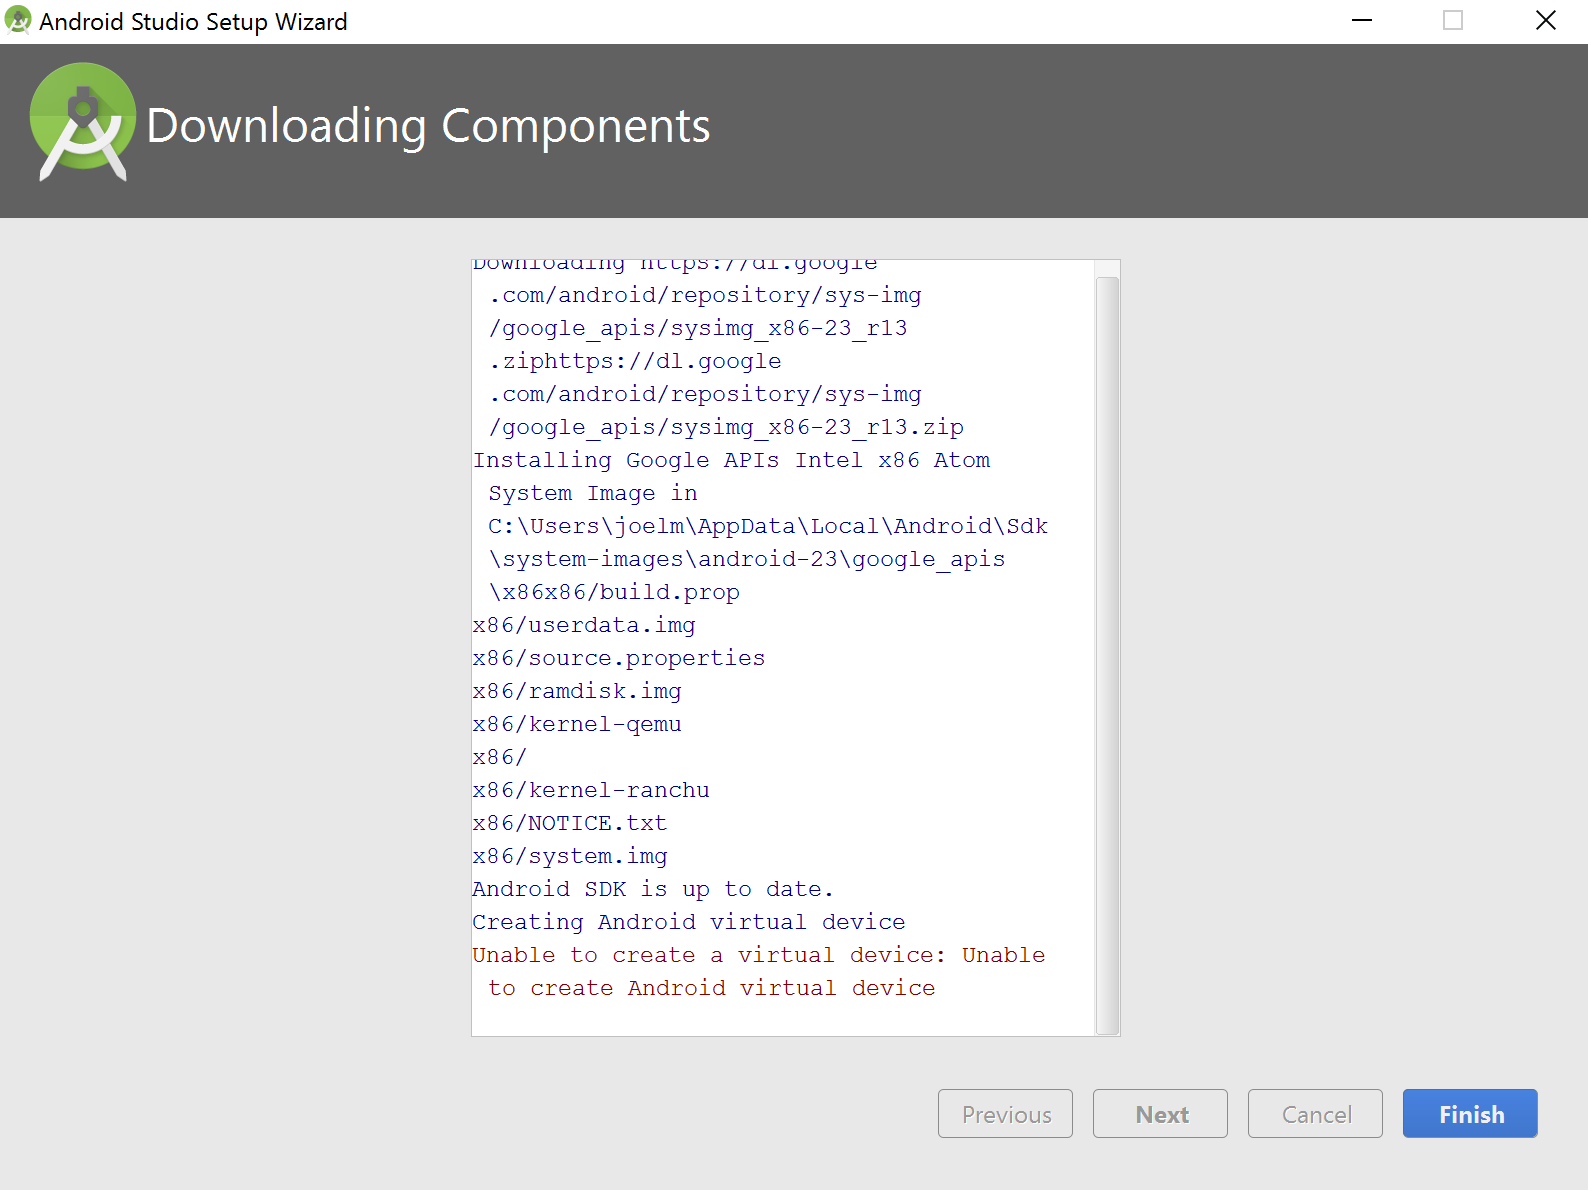 Android Studio Setup Wizard
Downloading Components
Downloading https://dl.google
.com/android/repository/sys-img
/google_apis/sysimg_x86-23_r13
.ziphttps://dl.google
.com/android/repository/sys-img
/google_apis/sysimg_x86-23_r13.zip
Installing Google APIs Intel x86 Atom
System Image in
C:\Users\joelm\AppData\Local\Android\Sdk
\system-images\android-23\google_apis
\x86x86/build.prop
x86/userdata.img
x86/source.properties
x86/ramdisk.img
x86/kernel-qemu
x86/
x86/kernel-ranchu
x86/NOTICE.txt
x86/system.img
Android SDK is up to date.
Creating Android virtual device
Unable to create a virtual device: Unable
to create Android virtual device
Previous Next Cancel Finish